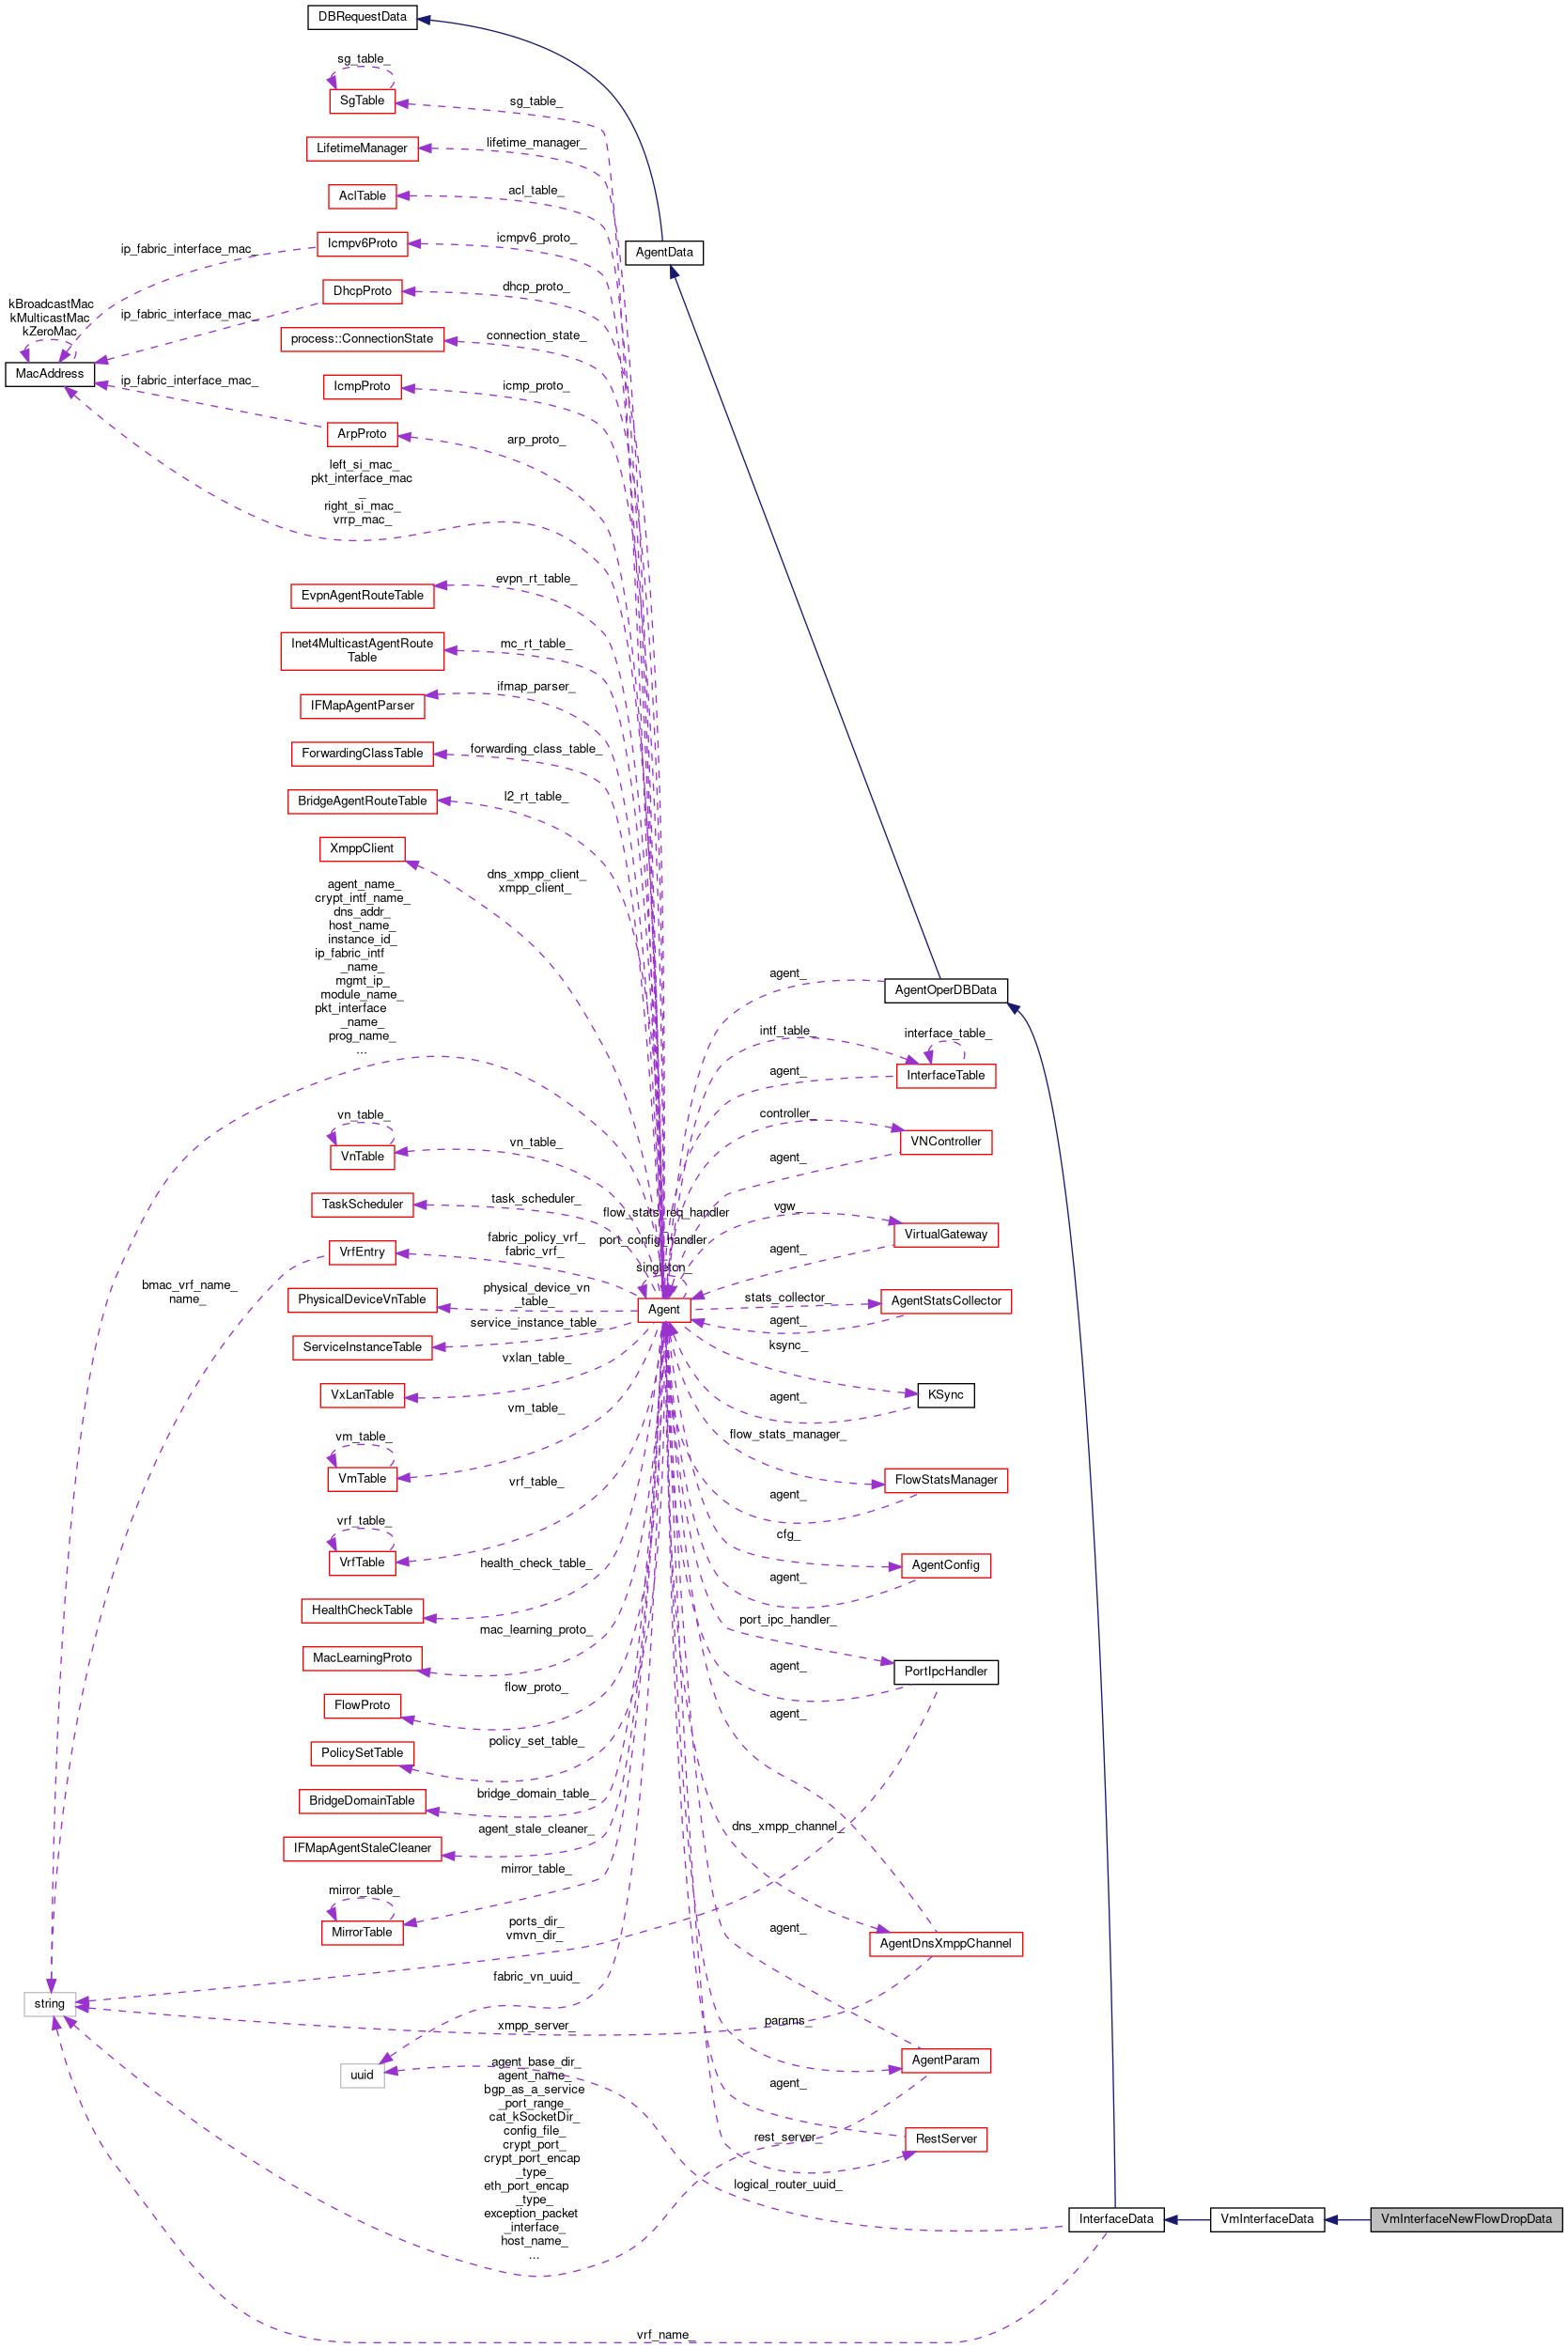 DBRequestData
sg_table_
SgTable
sg_table_
lifetime_manager_
LifetimeManager
acl_table_
AclTable
icmpv6_proto_
Icmpv6Proto
ip_fabric_interface_mac_
AgentData
dhcp_proto_
DhcpProto
kBroadcastMac
kMulticastMac
kZeroMac
ip_fabric_interface_mac_
connection_state_
process::ConnectionState
MacAddress
ip_fabric_interface_mac_
icmp_proto_
IcmpProto
arp_proto_
ArpProto
left_si_mac_
pkt_interface_mac
_
right_si_mac_
vrrp_mac_
evpn_rt_table_
EvpnAgentRouteTable
mc_rt_table_
Inet4MulticastAgentRoute
Table
ifmap_parser_
IFMapAgentParser
forwarding_class_table_
ForwardingClassTable
l2_rt_table_
BridgeAgentRouteTable
XmppClient
dns_xmpp_client_
xmpp_client_
agent_name_
crypt_intf_name_
dns_addr_
host_name_
instance_id_
ip_fabric_intf
_name_
mgmt_ip_
module_name_
pkt_interface
_name_
prog_name_
...
agent_
AgentOperDBData
intf_table_
interface_table_
agent_
InterfaceTable
vn_table_
VnTable
vn_table_
controller_
VNController
agent_
task_scheduler_
TaskScheduler
flow_stats_req_handler
port_config_handler
singleton_
vgw_
VirtualGateway
agent_
fabric_policy_vrf_
fabric_vrf_
VrfEntry
bmac_vrf_name_
name_
physical_device_vn
_table_
PhysicalDeviceVnTable
Agent
stats_collector_
AgentStatsCollector
agent_
service_instance_table_
ServiceInstanceTable
ksync_
vxlan_table_
VxLanTable
KSync
agent_
vm_table_
vm_table_
VmTable
flow_stats_manager_
FlowStatsManager
agent_
vrf_table_
vrf_table_
VrfTable
cfg_
AgentConfig
agent_
health_check_table_
HealthCheckTable
port_ipc_handler_
mac_learning_proto_
MacLearningProto
agent_
PortIpcHandler
flow_proto_
FlowProto
agent_
policy_set_table_
PolicySetTable
bridge_domain_table_
BridgeDomainTable
agent_stale_cleaner_
IFMapAgentStaleCleaner
dns_xmpp_channel_
mirror_table_
mirror_table_
MirrorTable
ports_dir_
vmvn_dir_
agent_
AgentDnsXmppChannel
fabric_vn_uuid_
string
xmpp_server_
params_
AgentParam
uuid
agent_base_dir_
agent_name_
bgp_as_a_service
_port_range_
cat_kSocketDir_
config_file_
crypt_port_
crypt_port_encap
_type_
eth_port_encap
_type_
exception_packet
_interface_
host_name_
...
agent_
rest_server_
RestServer
logical_router_uuid_
InterfaceData
VmInterfaceData
VmInterfaceNewFlowDropData
vrf_name_